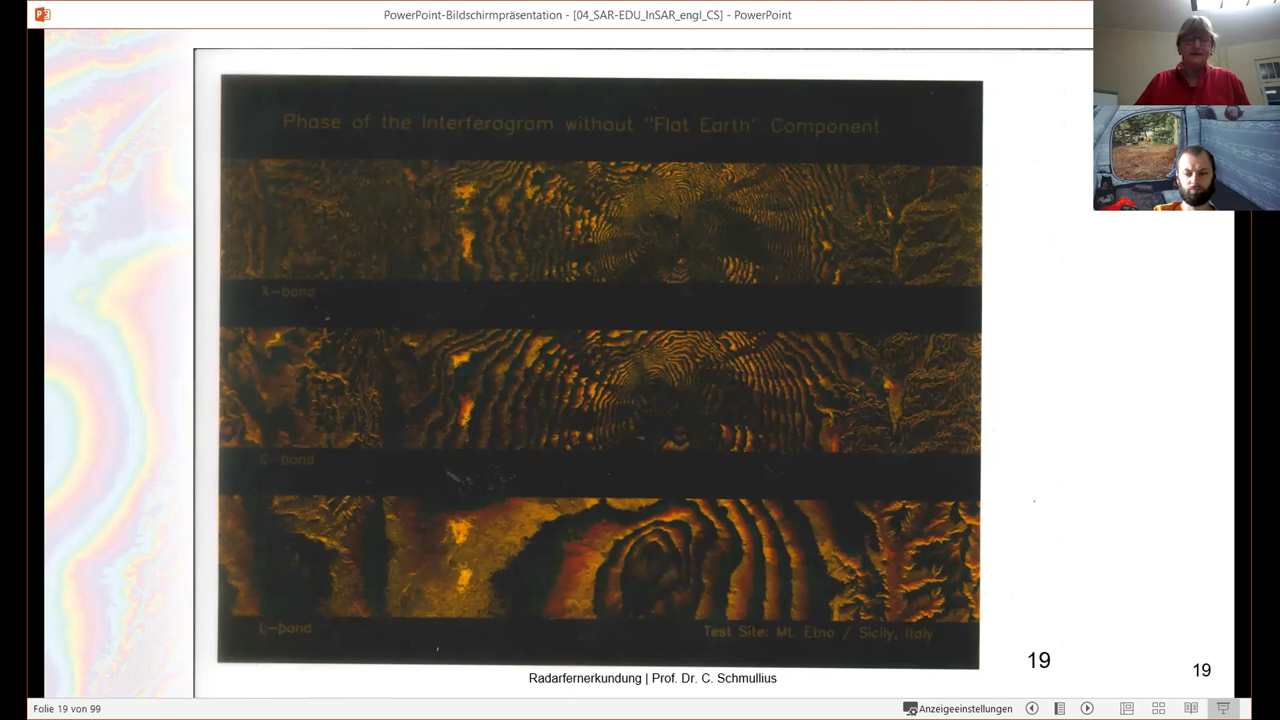 PowerPoint-Bildschirmpräsentation - [04_SAR-EDU_InSAR_engl_CS] - PowerPoint
Phase of the Interferogram without "Flat Earth" Component
X-band
C-band
L-band
Test Site: Mt. Etna / Sicily, Italy
19
19
Radarfernerkundung | Prof. Dr. C. Schmullius
Folie 19 von 99
Anzeigeeinstellungen